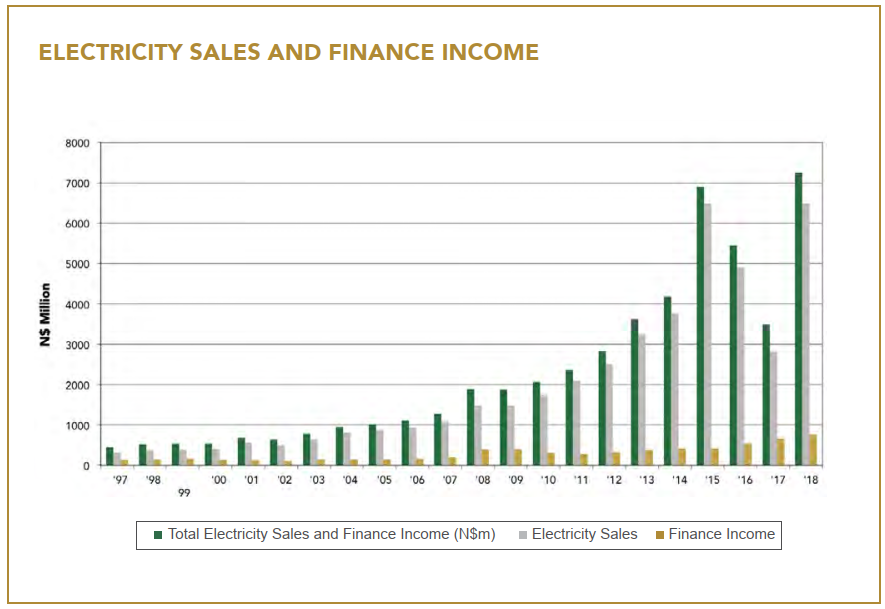 ELECTRICITY SALES AND FINANCE INCOME
N$ Million
8000
7000
6000
5000
4000
3000
2000
1000
0
'97 '98 99 '00 '01 '02 '03 '04 '05 '06 '07 '08 '09 '10 '11 '12 '13 '14 '15 '16 '17 '18
Total Electricity Sales and Finance Income (N$m) Electricity Sales Finance Income